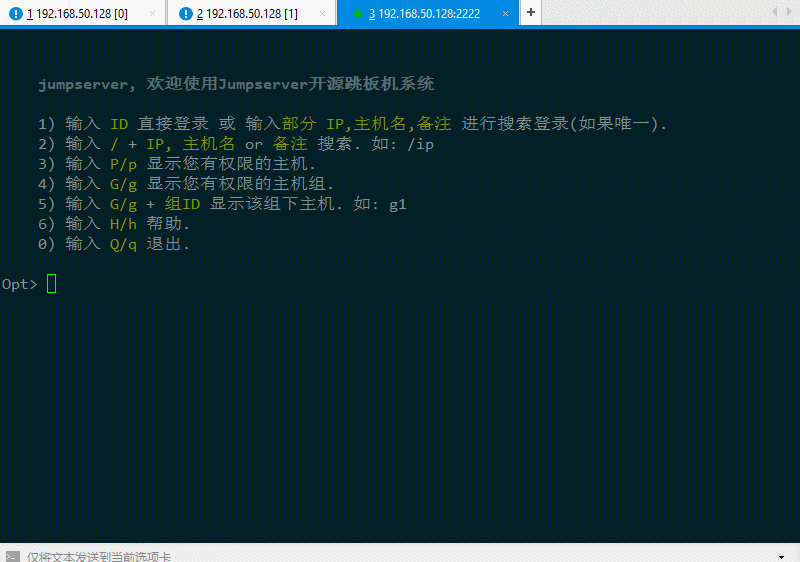 1 192.168.50.128 [0] × 2 192.168.50.128 [1] × 3 192.168.50.128:2222 × +
jumpserver, 欢迎使用Jumpserver开源跳板机系统
1) 输入 ID 直接登录 或 输入部分 IP,主机名,备注 进行搜索登录(如果唯一).
2) 输入 / + IP, 主机名 or 备注 搜索. 如: /ip
3) 输入 P/p 显示您有权限的主机.
4) 输入 G/g 显示您有权限的主机组.
5) 输入 G/g + 组ID 显示该组下主机. 如: g1
6) 输入 H/h 帮助.
0) 输入 Q/q 退出.
Opt>
仅将文本发送到当前选项卡